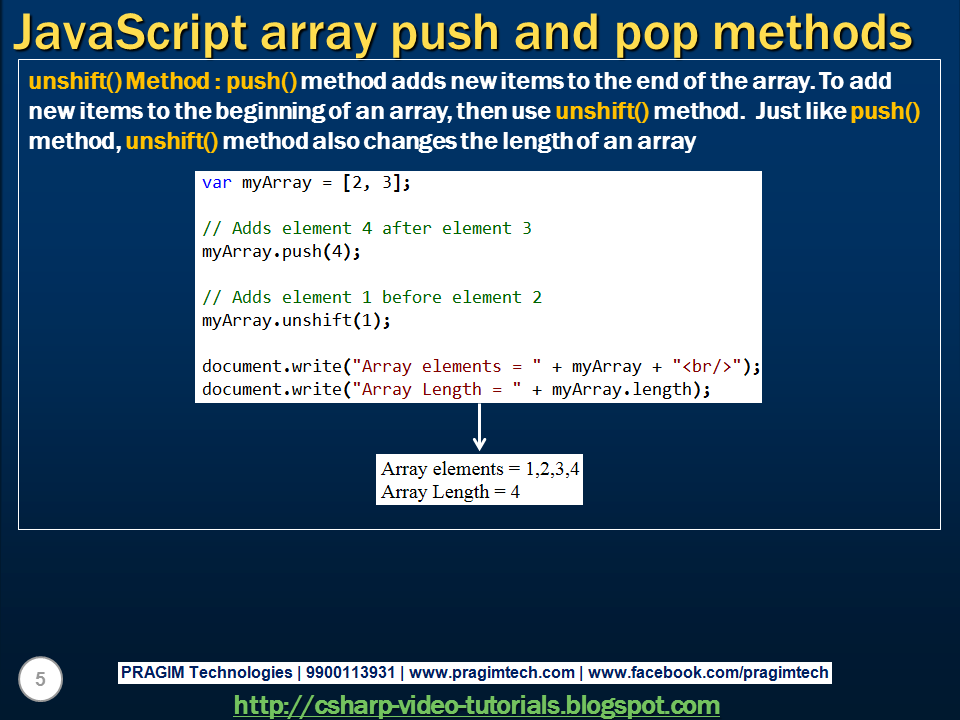 JavaScript array push and pop methods
unshift() Method : push() method adds new items to the end of the array. To add
new items to the beginning of an array, then use unshift() method. Just like push()
method, unshift() method also changes the length of an array
var myArray = [2, 3];
// Adds element 4 after element 3
myArray.push(4);
// Adds element 1 before element 2
myArray.unshift(1);
document.write("Array elements = " + myArray + "<br/>");
document.write("Array Length = " + myArray.length);
Array elements = 1,2,3,4
Array Length = 4
5
PRAGIM Technologies | 9900113931 | www.pragimtech.com | www.facebook.com/pragimtech
http://csharp-video-tutorials.blogspot.com